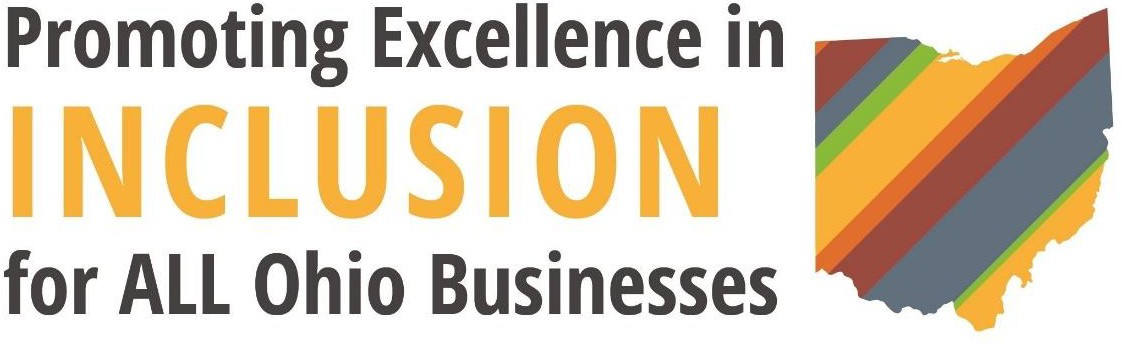 Promoting Excellence in
INCLUSION
for ALL Ohio Businesses